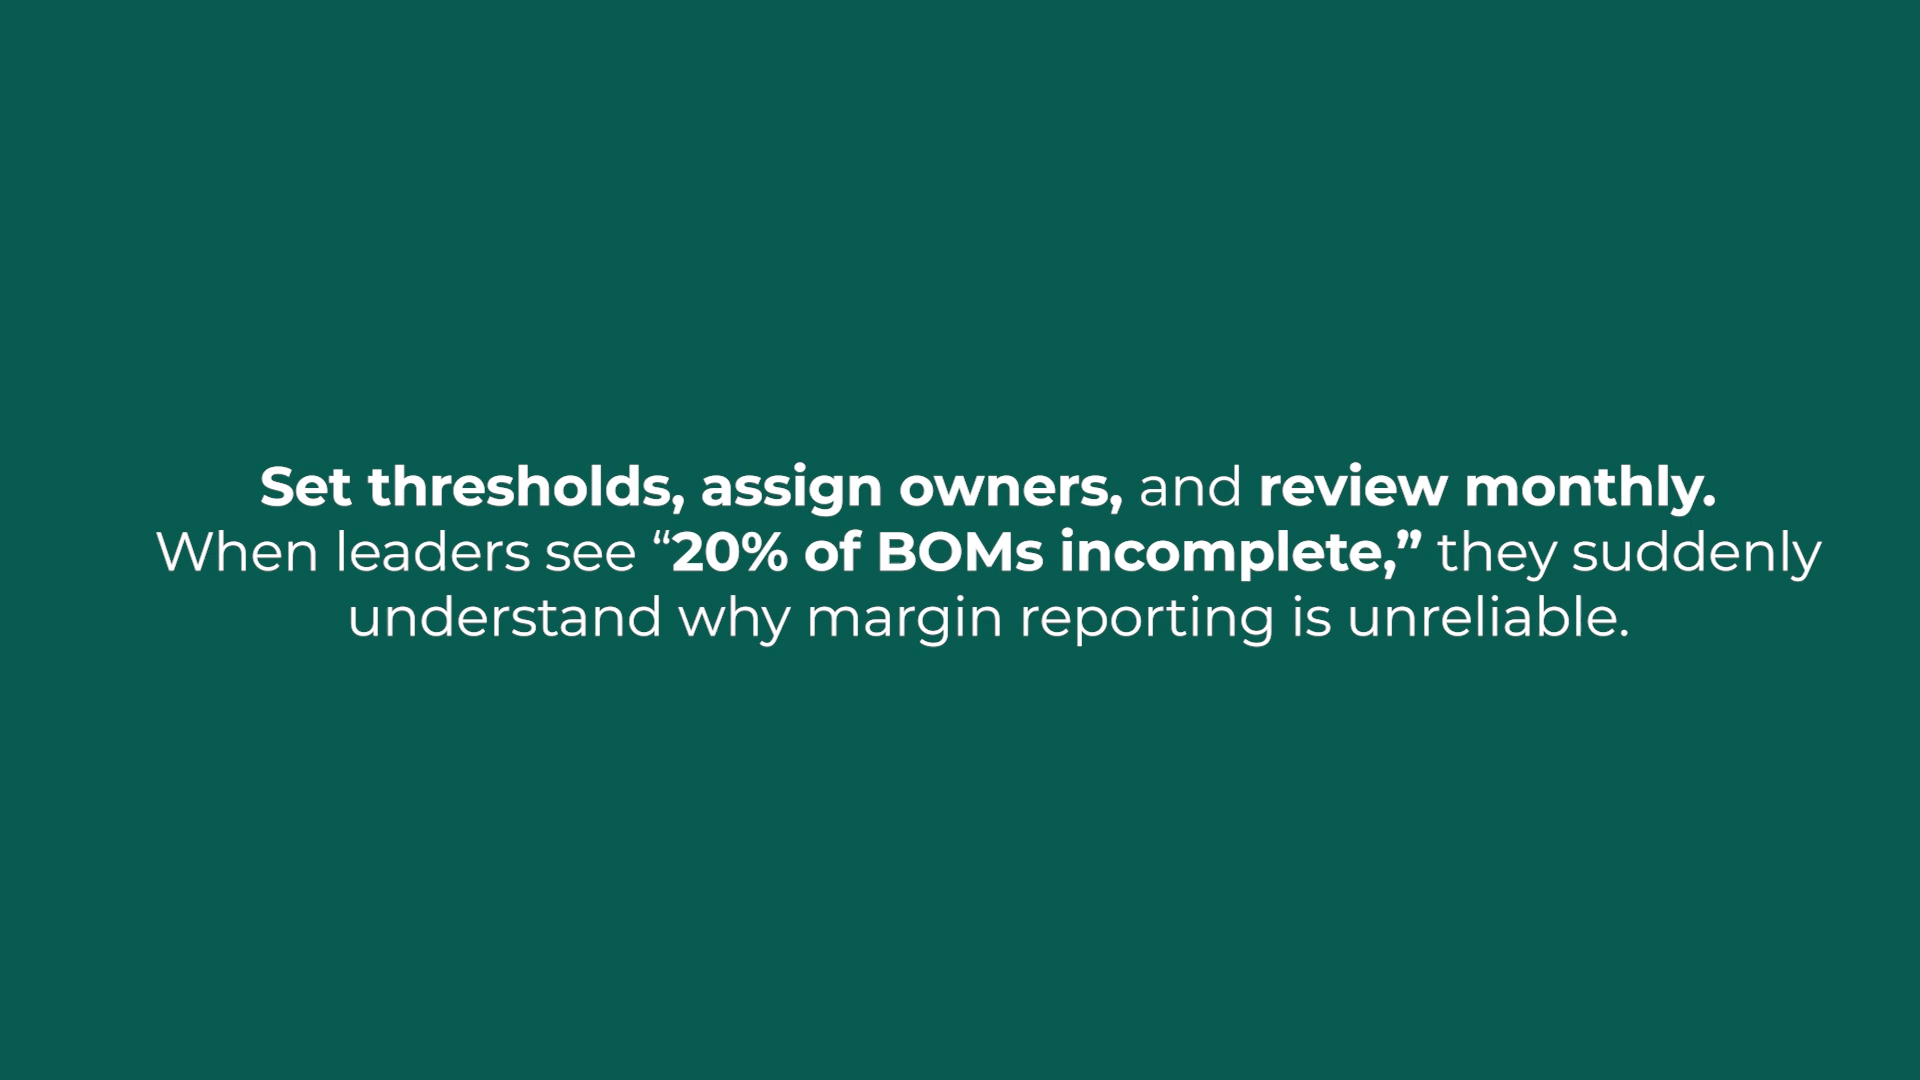 Set thresholds, assign owners, and review monthly.
When leaders see “20% of BOMs incomplete,” they suddenly
understand why margin reporting is unreliable.